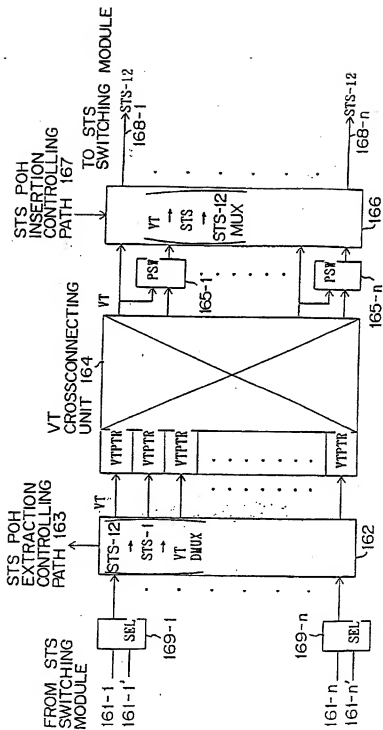 FROM STS
SWITCHING
MODULE
161-1
161-1'
SEL
169-1
161-n
161-n'
SEL
169-n
STS POH
EXTRACTION
CONTROLLING
PATH 163
STS-12
→
STS-1
→
VT
DMUX
162
VT
VT
CROSSCONNECTING
UNIT 164
VTPTR
VTPTR
VTPTR
VTPTR
VT
PSW
165-1
PSW
165-n
STS POH
INSERTION
CONTROLLING
PATH 167
VT
→
STS
→
STS-12
MUX
166
TO STS
SWITCHING MODULE
STS-12
168-1
STS-12
168-n